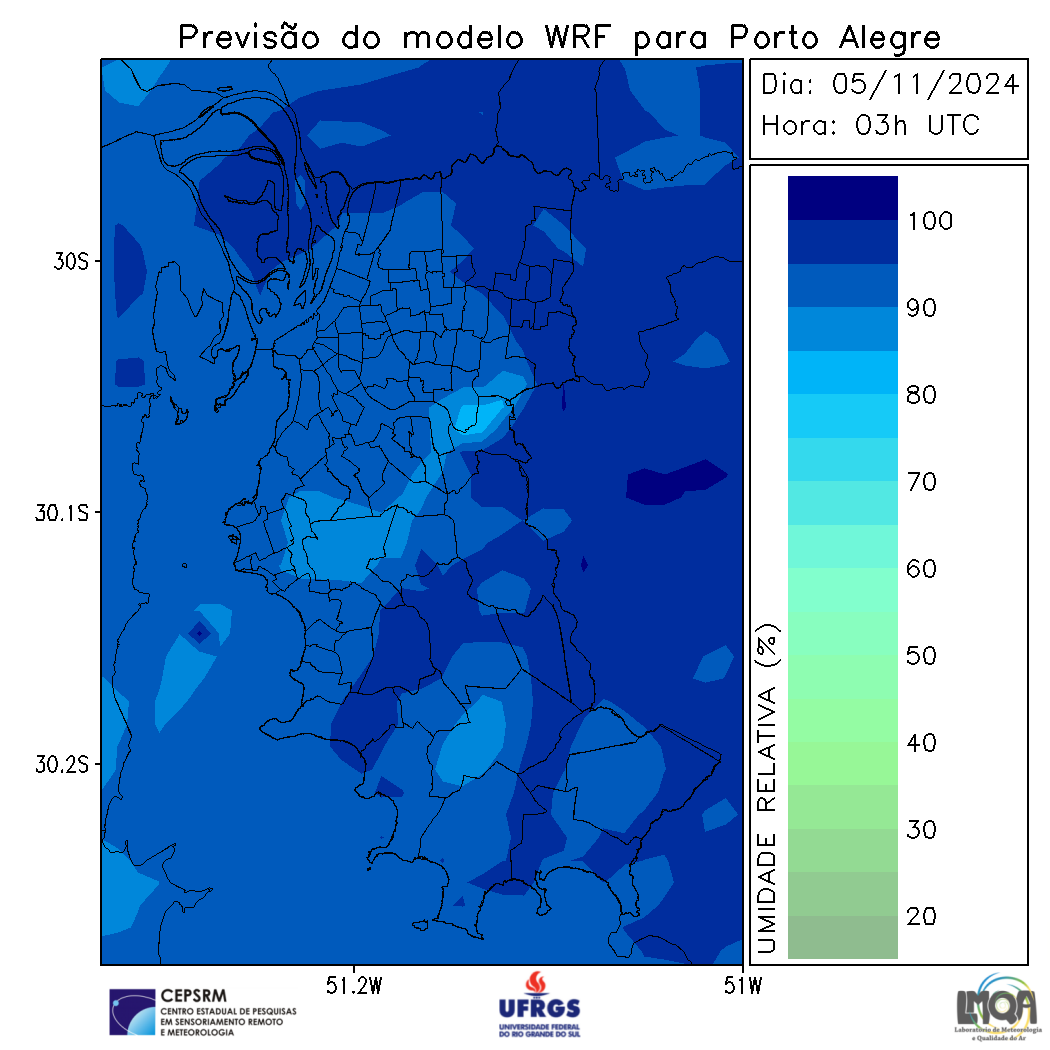 Previsão do modelo WRF para Porto Alegre
Dia: 05/11/2024
Hora: 03h UTC
100
90
80
70
60
50
40
30
20
UMIDADE RELATIVA (%)
30S
30.1S
30.2S
51.2W
51W
CEPSRM
CENTRO ESTADUAL DE PESQUISAS
EM SENSORIAMENTO REMOTO
E METEOROLOGIA
UFRGS
UNIVERSIDADE FEDERAL
DO RIO GRANDE DO SUL
LMQA
Laboratório de Meteorologia
e Qualidade do Ar